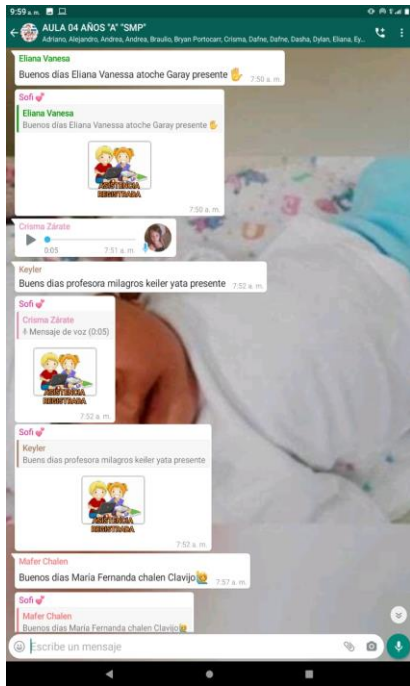 9:59 a. m.
AULA 04 AÑOS "A" "SMP"
Adriano, Alejandro, Andrea, Andrea, Braulio, Bryan Portocarr, Crisma, Dafne, Dafne, Dasha, Dylan, Eliana, Ey...
Eliana Vanesa
Buenos días Eliana Vanessa atoche Garay presente ✋ 7:50 a. m.
Sofi
Eliana Vanesa
Buenos días Eliana Vanessa atoche Garay presente ✋
ASISTENCIA
REGISTRADA
7:50 a. m.
Crisma Zárate
0:05 7:51 a. m.
Keyler
Buens dias profesora milagros keiler yata presente 7:52 a. m.
Sofi
Crisma Zárate
Mensaje de voz (0:05)
ASISTENCIA
REGISTRADA
7:52 a. m.
Sofi
Keyler
Buens dias profesora milagros keiler yata presente
ASISTENCIA
REGISTRADA
7:52 a. m.
Mafer Chalen
Buenos días María Fernanda chalen Clavijo🙋 7:57 a. m.
Sofi
Mafer Chalen
Buenos días María Fernanda chalen Clavijo🙋
Escribe un mensaje